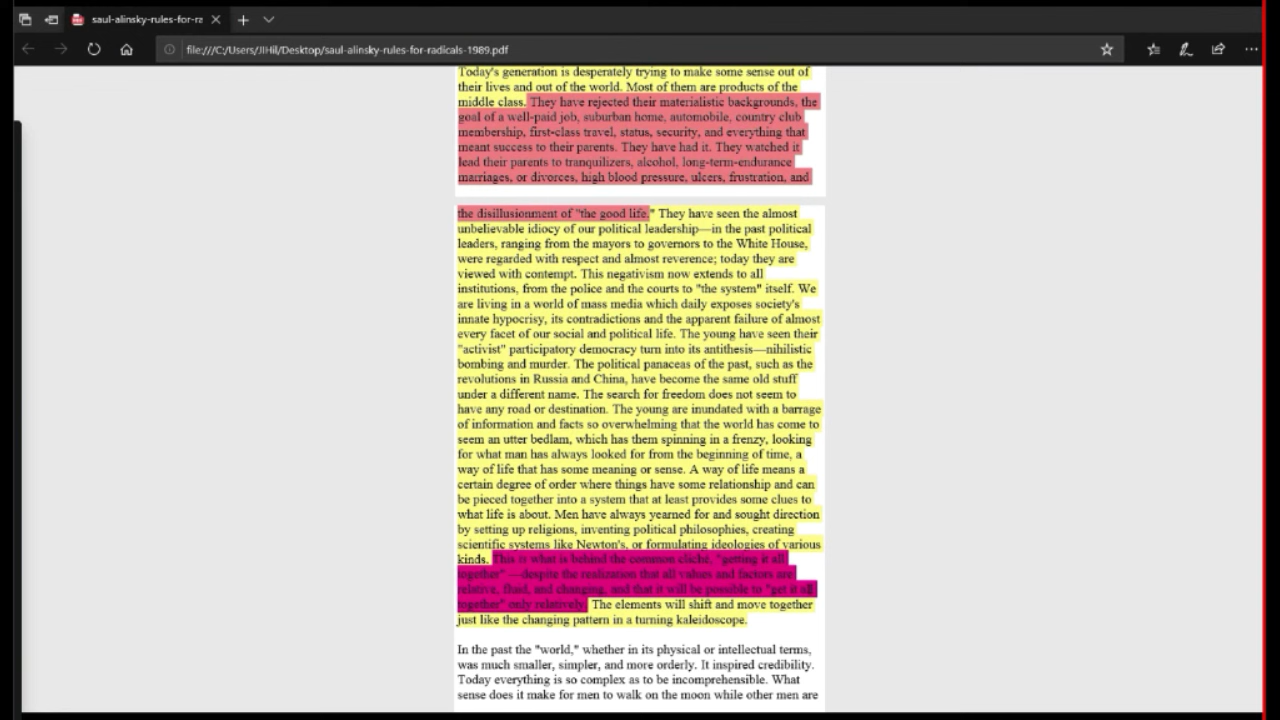 saul-alinsky-rules-for-ra
file:///C:/Users/JIHil/Desktop/saul-alinsky-rules-for-radicals-1989.pdf
Today's generation is desperately trying to make some sense out of
their lives and out of the world. Most of them are products of the
middle class. They have rejected their materialistic backgrounds, the
goal of a well-paid job, suburban home, automobile, country club
membership, first-class travel, status, security, and everything that
meant success to their parents. They have had it. They watched it
lead their parents to tranquilizers, alcohol, long-term-endurance
marriages, or divorces, high blood pressure, ulcers, frustration, and
the disillusionment of "the good life." They have seen the almost
unbelievable idiocy of our political leadership—in the past political
leaders, ranging from the mayors to governors to the White House,
were regarded with respect and almost reverence; today they are
viewed with contempt. This negativism now extends to all
institutions, from the police and the courts to "the system" itself. We
are living in a world of mass media which daily exposes society's
innate hypocrisy, its contradictions and the apparent failure of almost
every facet of our social and political life. The young have seen their
"activist" participatory democracy turn into its antithesis—nihilistic
bombing and murder. The political panaceas of the past, such as the
revolutions in Russia and China, have become the same old stuff
under a different name. The search for freedom does not seem to
have any road or destination. The young are inundated with a barrage
of information and facts so overwhelming that the world has come to
seem an utter bedlam, which has them spinning in a frenzy, looking
for what man has always looked for from the beginning of time, a
way of life that has some meaning or sense. A way of life means a
certain degree of order where things have some relationship and can
be pieced together into a system that at least provides some clues to
what life is about. Men have always yearned for and sought direction
by setting up religions, inventing political philosophies, creating
scientific systems like Newton's, or formulating ideologies of various
kinds. This is what is behind the common cliché, "getting it all
together"—despite the realization that all values and factors are
relative, fluid, and changing, and that it will be possible to "get it all
together" only relatively. The elements will shift and move together
just like the changing pattern in a turning kaleidoscope.
In the past the "world," whether in its physical or intellectual terms,
was much smaller, simpler, and more orderly. It inspired credibility.
Today everything is so complex as to be incomprehensible. What
sense does it make for men to walk on the moon while other men are